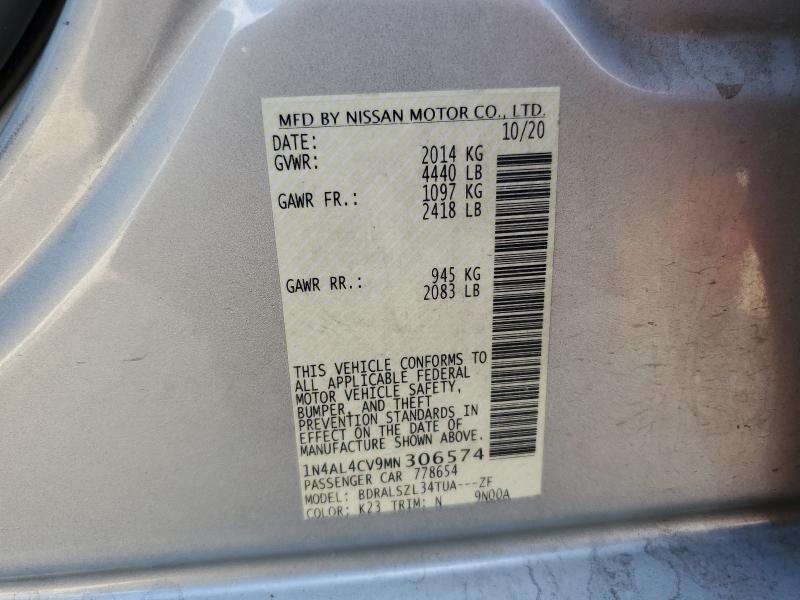 MFD BY NISSAN MOTOR CO., LTD.
DATE: 10/20
GVWR: 2014 KG
4440 LB
GAWR FR.: 1097 KG
2418 LB
GAWR RR.: 945 KG
2083 LB
THIS VEHICLE CONFORMS TO
ALL APPLICABLE FEDERAL
MOTOR VEHICLE SAFETY,
BUMPER, AND THEFT
PREVENTION STANDARDS IN
EFFECT ON THE DATE OF
MANUFACTURE SHOWN ABOVE.
1N4AL4CV9MN 306574
PASSENGER CAR 778654
MODEL: BDRALSZL34TUA---ZF
COLOR: K23 TRIM: N 9N00A